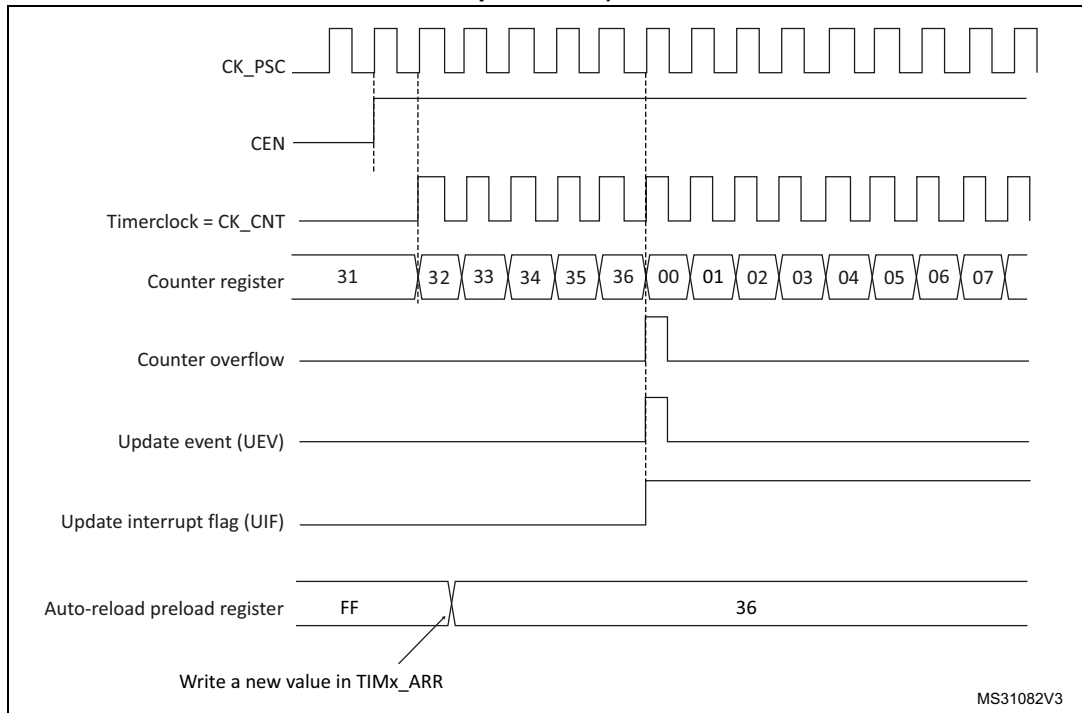 CK_PSC
CEN
Timerclock = CK_CNT
Counter register 31 32 33 34 35 36 00 01 02 03 04 05 06 07
Counter overflow
Update event (UEV)
Update interrupt flag (UIF)
Auto-reload preload register FF 36
Write a new value in TIMx_ARR
MS31082V3